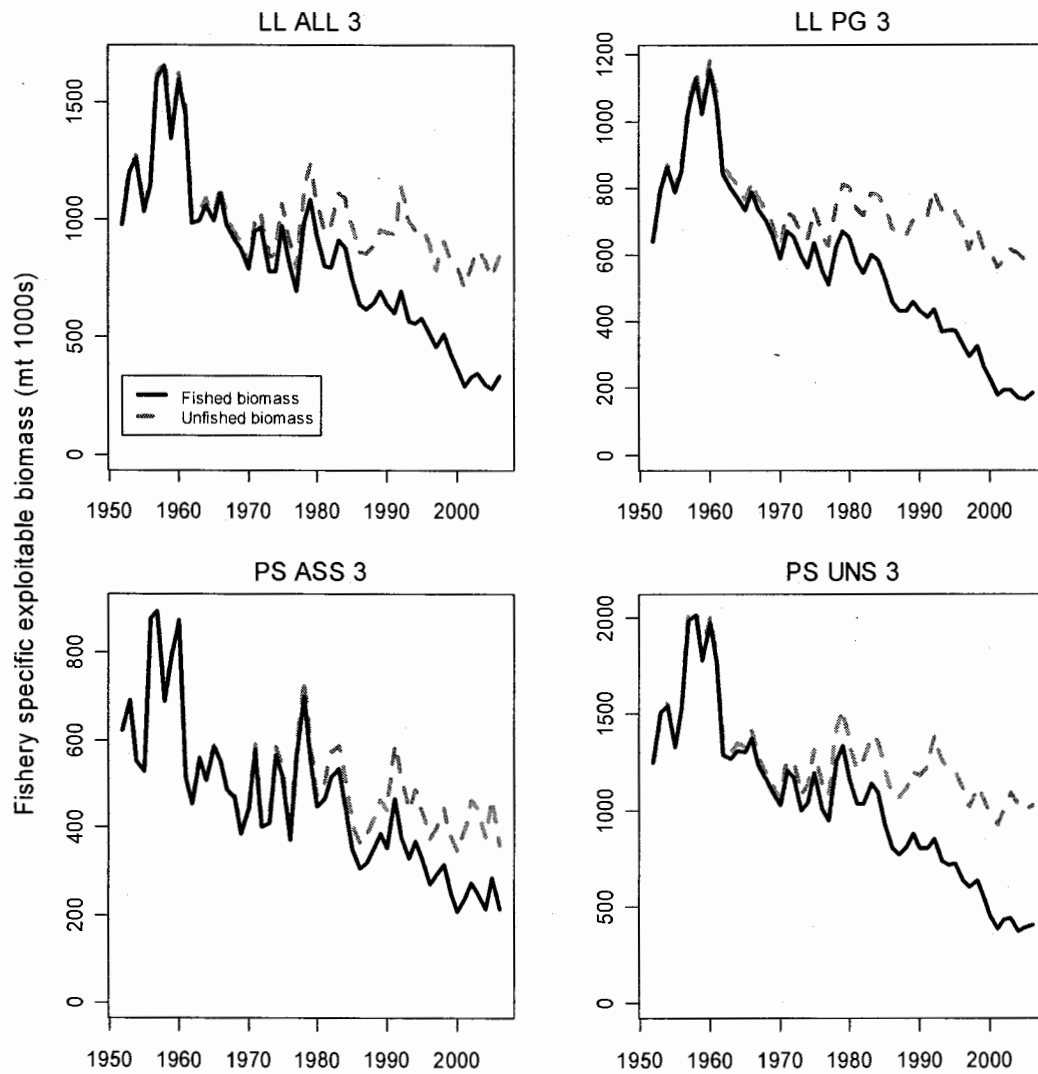 LL ALL 3
LL PG 3
Fishery specific exploitable biomass (mt 1000s)
0 500 1000 1500
Fished biomass
Unfished biomass
1950 1960 1970 1980 1990 2000
0 200 400 600 800 1000 1200
1950 1960 1970 1980 1990 2000
PS ASS 3
PS UNS 3
0 200 400 600 800
1950 1960 1970 1980 1990 2000
0 500 1000 1500 2000
1950 1960 1970 1980 1990 2000